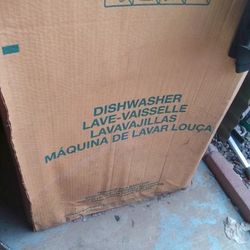 DISHWASHER
LAVE-VAISSELLE
LAVAVAJILLAS
MÁQUINA DE LAVAR LOUÇA